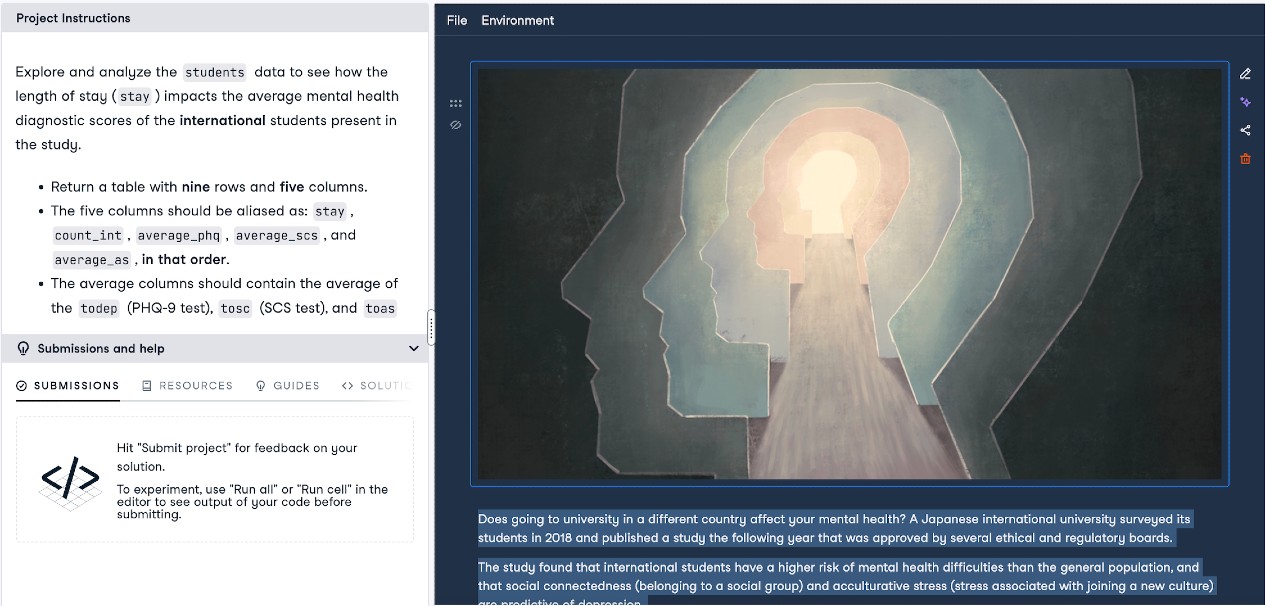 Project Instructions
Explore and analyze the students data to see how the
length of stay ( stay ) impacts the average mental health
diagnostic scores of the international students present in
the study.
• Return a table with nine rows and five columns.
• The five columns should be aliased as: stay ,
count_int , average_phq , average_scs , and
average_as , in that order.
• The average columns should contain the average of
the todep (PHQ-9 test), tosc (SCS test), and toas
Submissions and help
SUBMISSIONS RESOURCES GUIDES SOLUTIO
Hit "Submit project" for feedback on your
solution.
To experiment, use "Run all" or "Run cell" in the
editor to see output of your code before
submitting.
File Environment
Does going to university in a different country affect your mental health? A Japanese international university surveyed its
students in 2018 and published a study the following year that was approved by several ethical and regulatory boards.
The study found that international students have a higher risk of mental health difficulties than the general population, and
that social connectedness (belonging to a social group) and acculturative stress (stress associated with joining a new culture)
are predictive of depression.